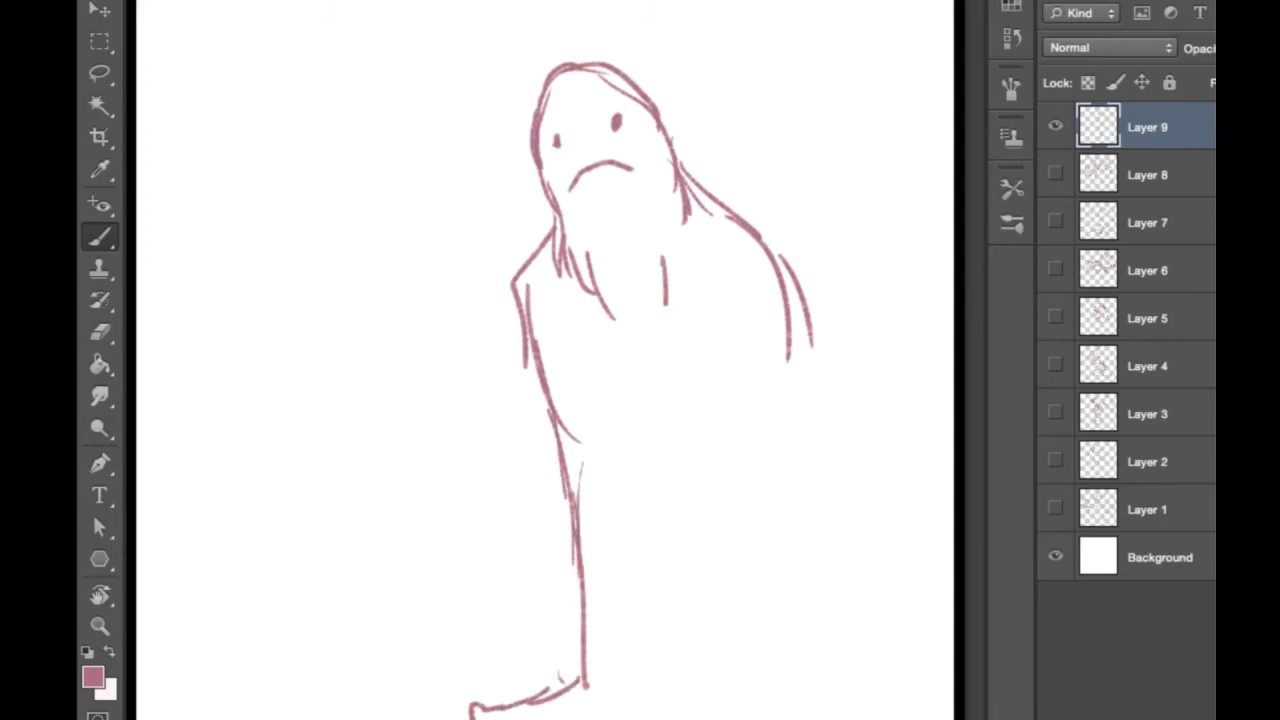 Kind
T
Normal
Opaci
Lock:
F
Layer 9
Layer 8
Layer 7
Layer 6
Layer 5
Layer 4
Layer 3
Layer 2
Layer 1
Background
T